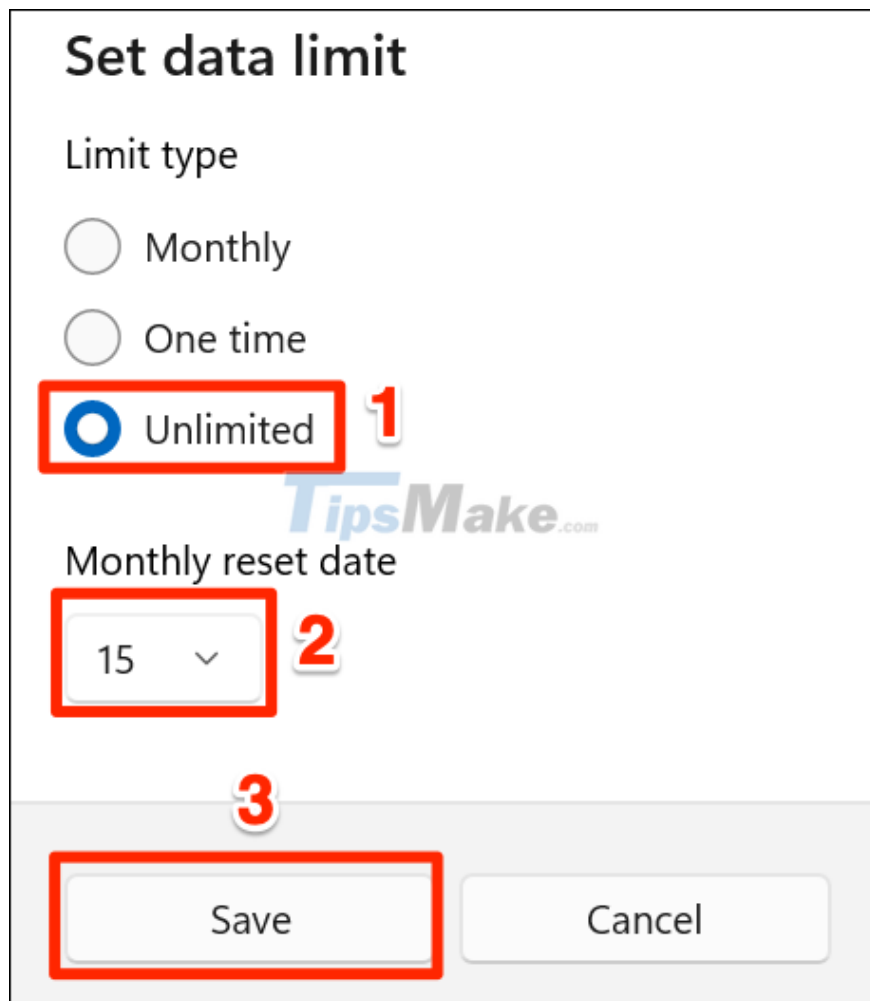 Set data limit
Limit type
Monthly
One time
Unlimited 1
TipsMake.com
Monthly reset date
15 2
3
Save Cancel